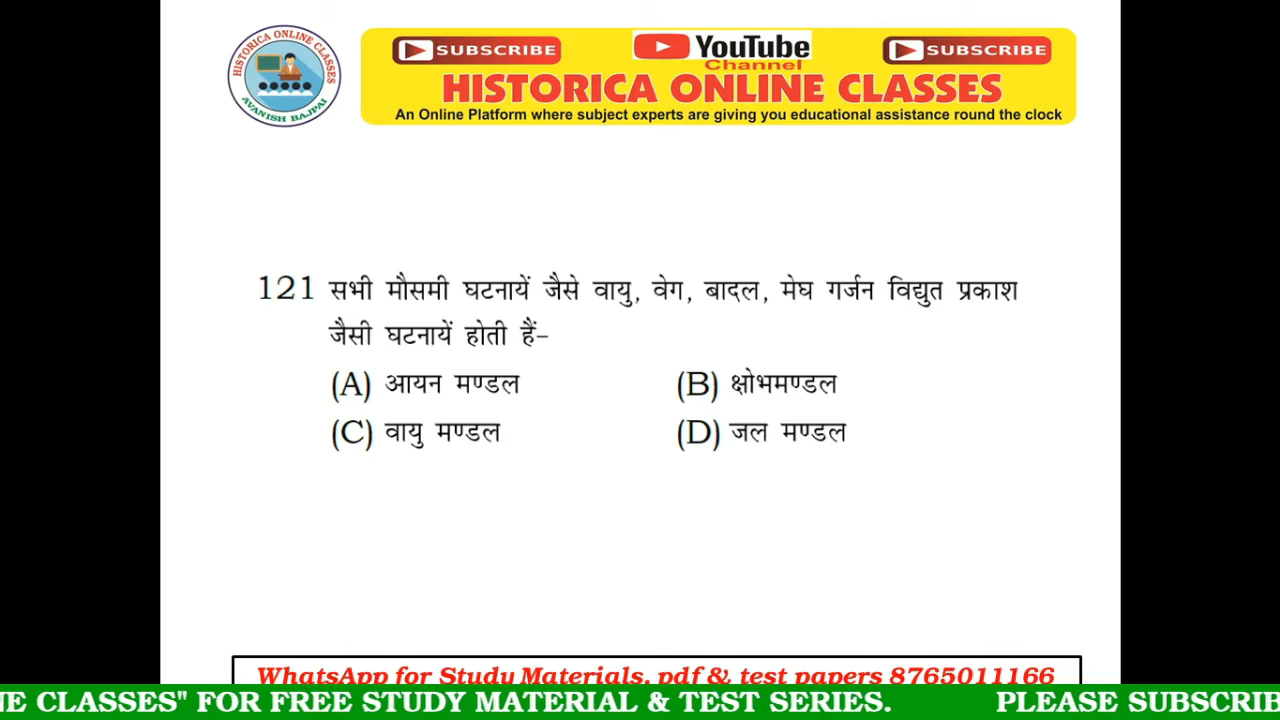 HISTORICA ONLINE CLASSES
AVANISH BAJPAI
SUBSCRIBE
YouTube
SUBSCRIBE
Channel
HISTORICA ONLINE CLASSES
An Online Platform where subject experts are giving you educational assistance round the clock
121 सभी मौसमी घटनायें जैसे वायु, वेग, बादल, मेघ गर्जन विद्युत प्रकाश
जैसी घटनायें होती हैं-
(A) आयन मण्डल (B) क्षोभमण्डल
(C) वायु मण्डल (D) जल मण्डल
WhatsApp for Study Materials, pdf & test papers 8765011166
NE CLASSES" FOR FREE STUDY MATERIAL & TEST SERIES. PLEASE SUBSCRIBE